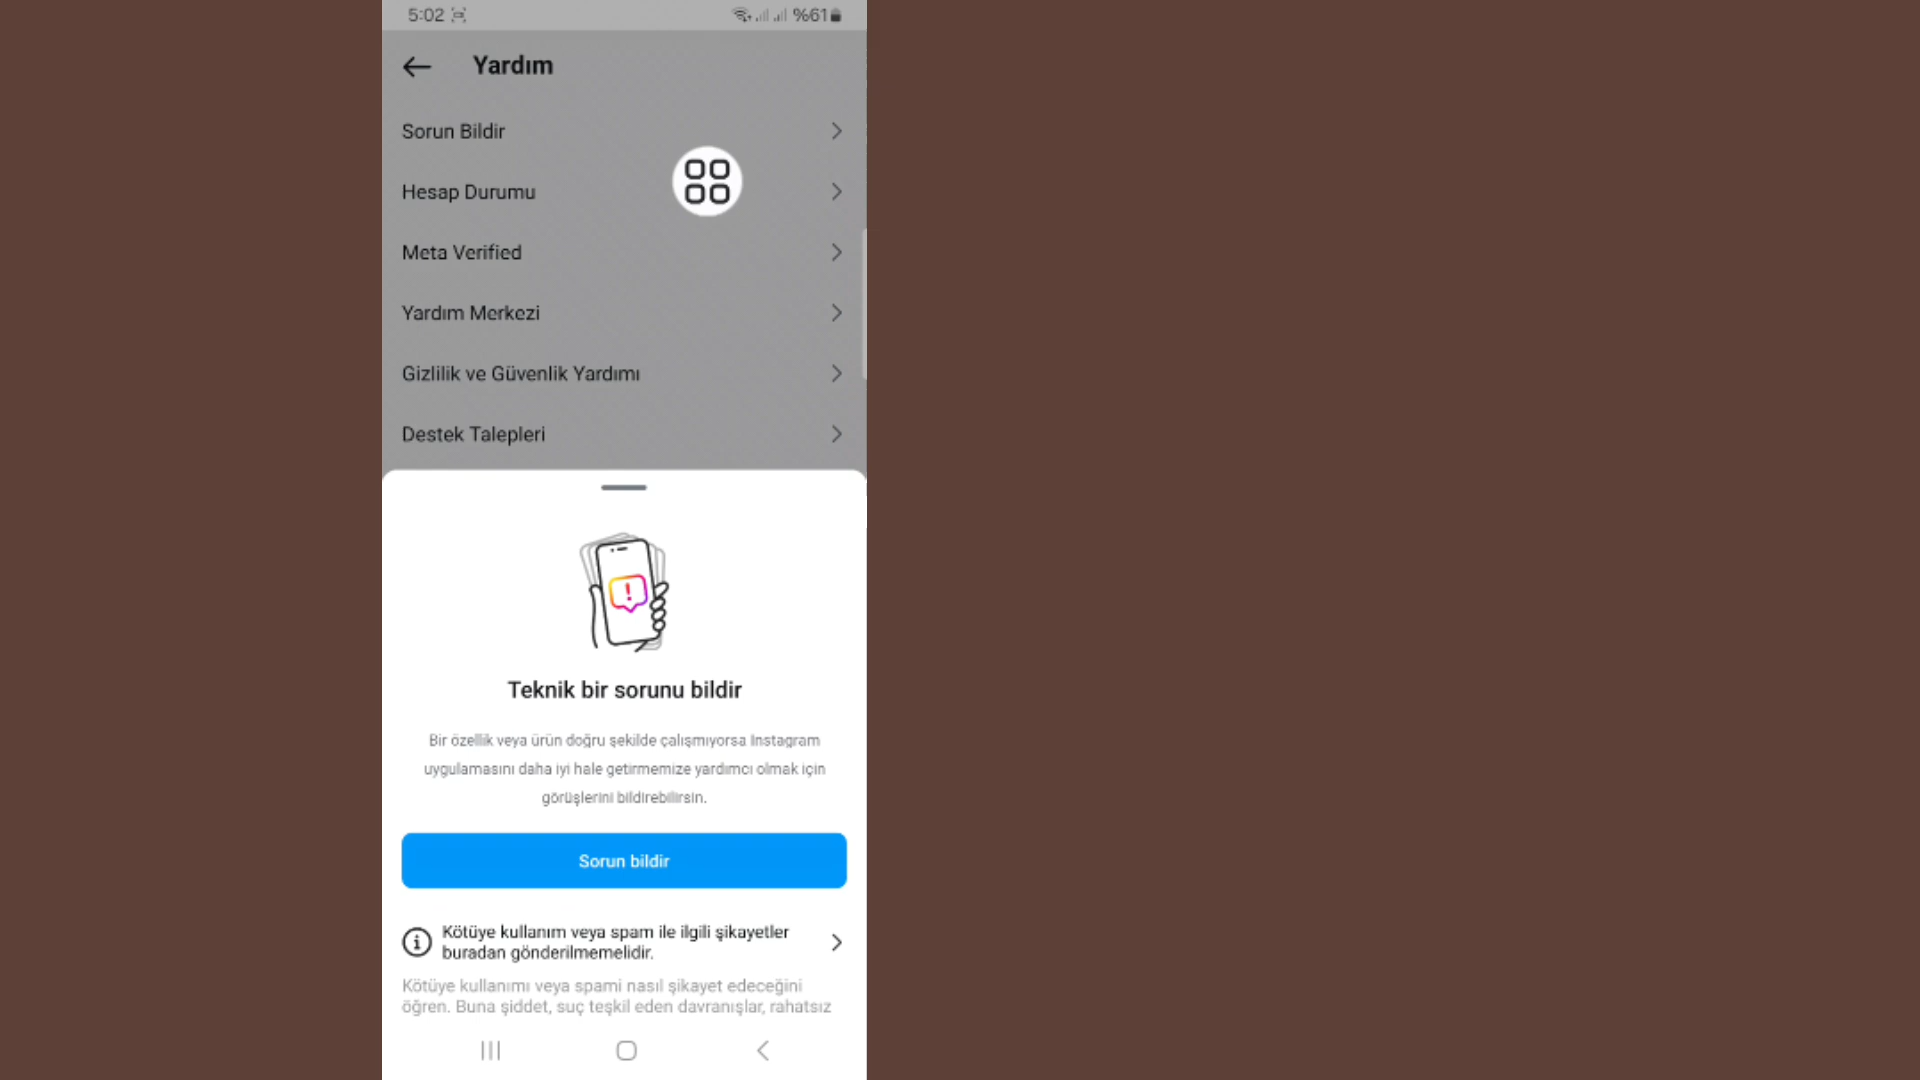 5:02
%61
Yardım
Sorun Bildir
Hesap Durumu
Meta Verified
Yardım Merkezi
Gizlilik ve Güvenlik Yardımı
Destek Talepleri
Teknik bir sorunu bildir
Bir özellik veya ürün doğru şekilde çalışmıyorsa Instagram
uygulamasını daha iyi hale getirmemize yardımcı olmak için
görüşlerini bildirebilirsin.
Sorun bildir
Kötüye kullanım veya spam ile ilgili şikayetler
buradan gönderilmemelidir.
Kötüye kullanımı veya spami nasıl şikayet edeceğini
öğren. Buna şiddet, suç teşkil eden davranışlar, rahatsız